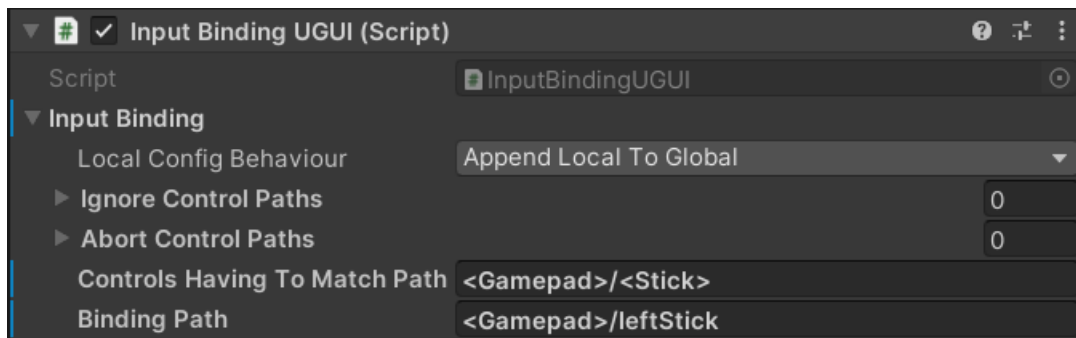 Input Binding UGUI (Script)
Script InputBindingUGUI
Input Binding
Local Config Behaviour Append Local To Global
Ignore Control Paths 0
Abort Control Paths 0
Controls Having To Match Path <Gamepad>/<Stick>
Binding Path <Gamepad>/leftStick